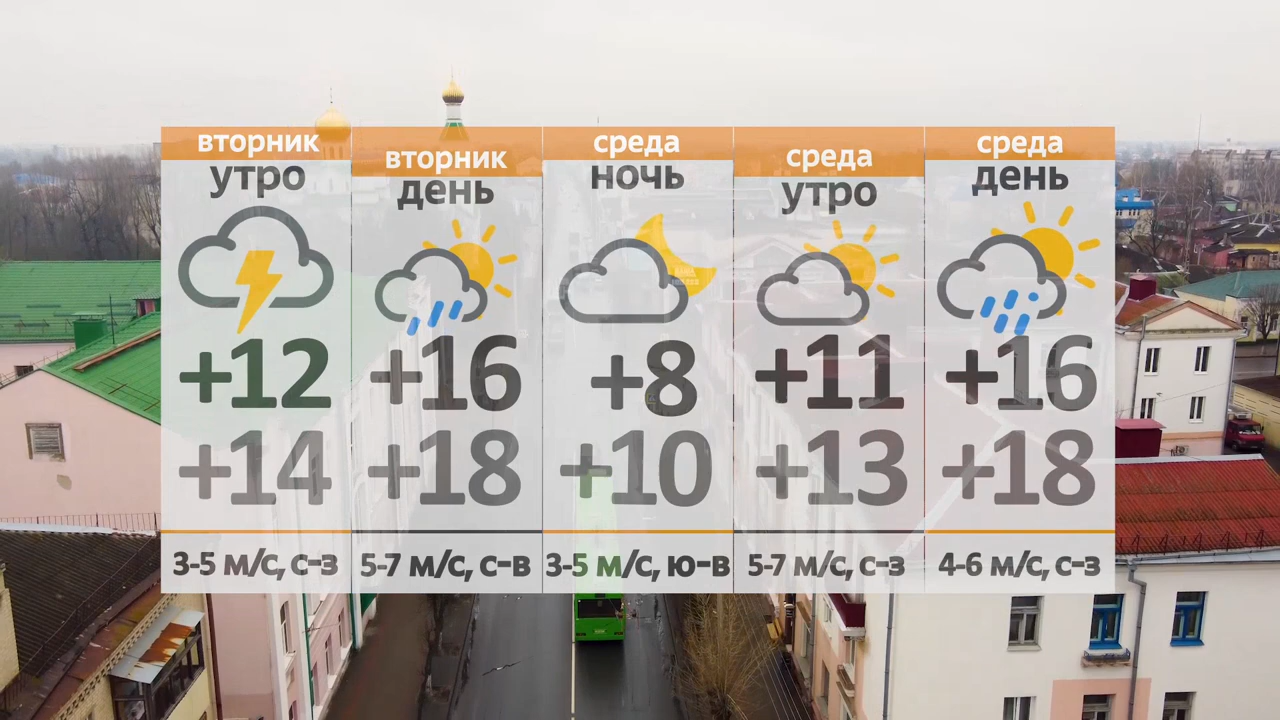 вторник
утро
+12
+14
3-5 м/с, с-з
вторник
день
+16
+18
5-7 м/с, с-в
среда
ночь
+8
+10
3-5 м/с, ю-в
среда
утро
+11
+13
5-7 м/с, с-з
среда
день
+16
+18
4-6 м/с, с-з